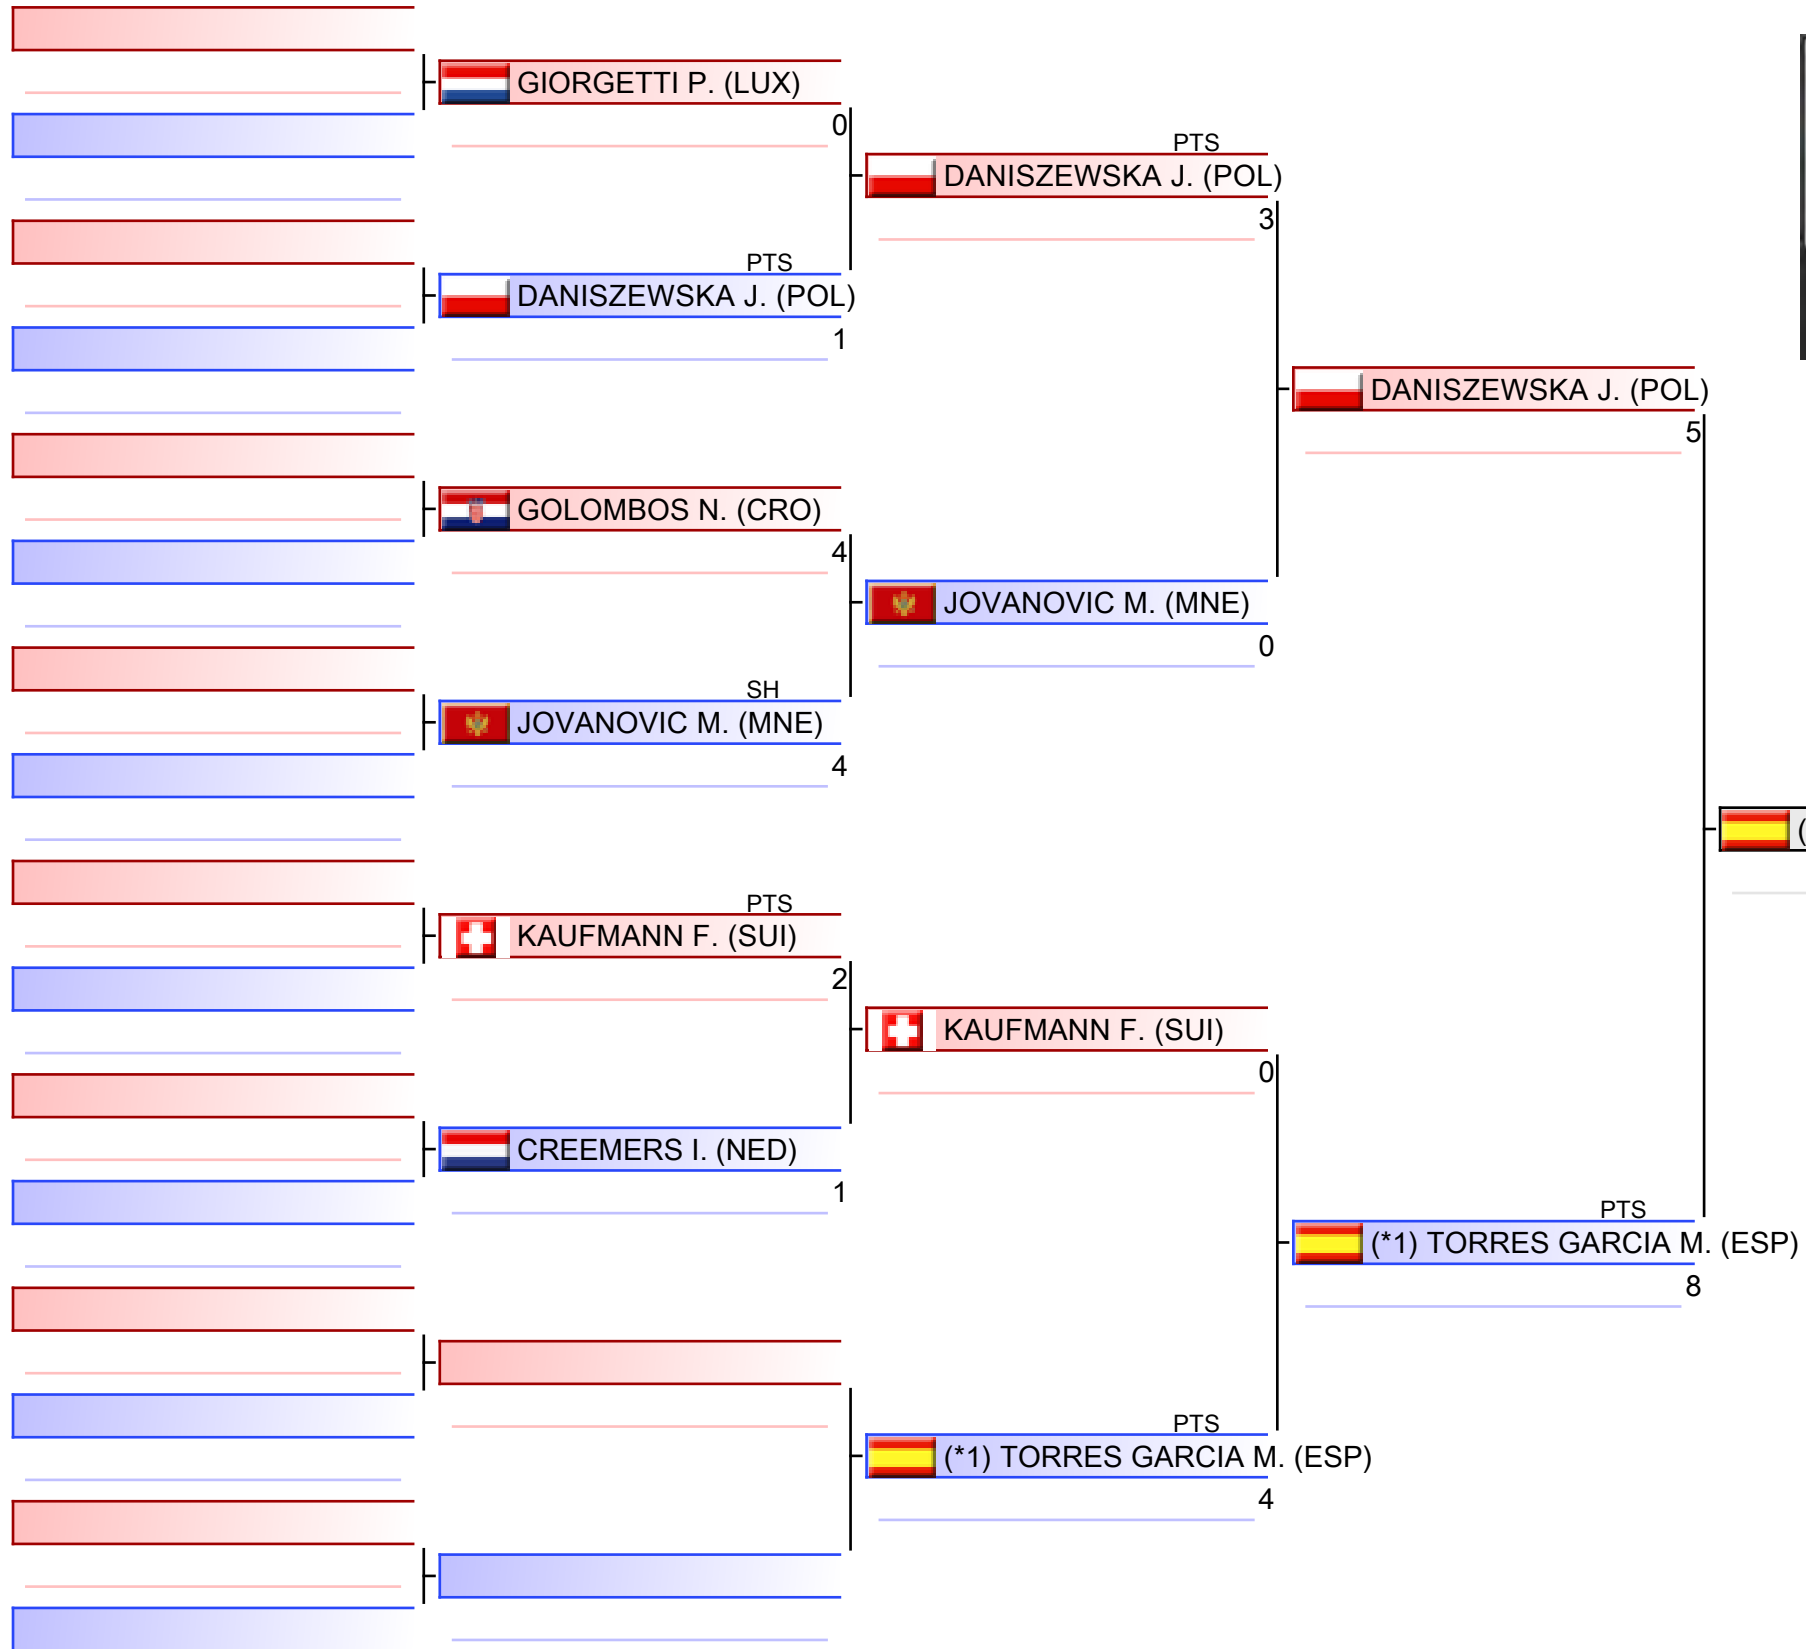 GIORGETTI P. (LUX)
0
PTS
DANISZEWSKA J. (POL)
1
GOLOMBOS N. (CRO)
4
SH
JOVANOVIC M. (MNE)
4
PTS
KAUFMANN F. (SUI)
2
CREEMERS I. (NED)
1
PTS
DANISZEWSKA J. (POL)
3
JOVANOVIC M. (MNE)
0
KAUFMANN F. (SUI)
0
PTS
(*1) TORRES GARCIA M. (ESP)
4
DANISZEWSKA J. (POL)
5
PTS
(*1) TORRES GARCIA M. (ESP)
8
(